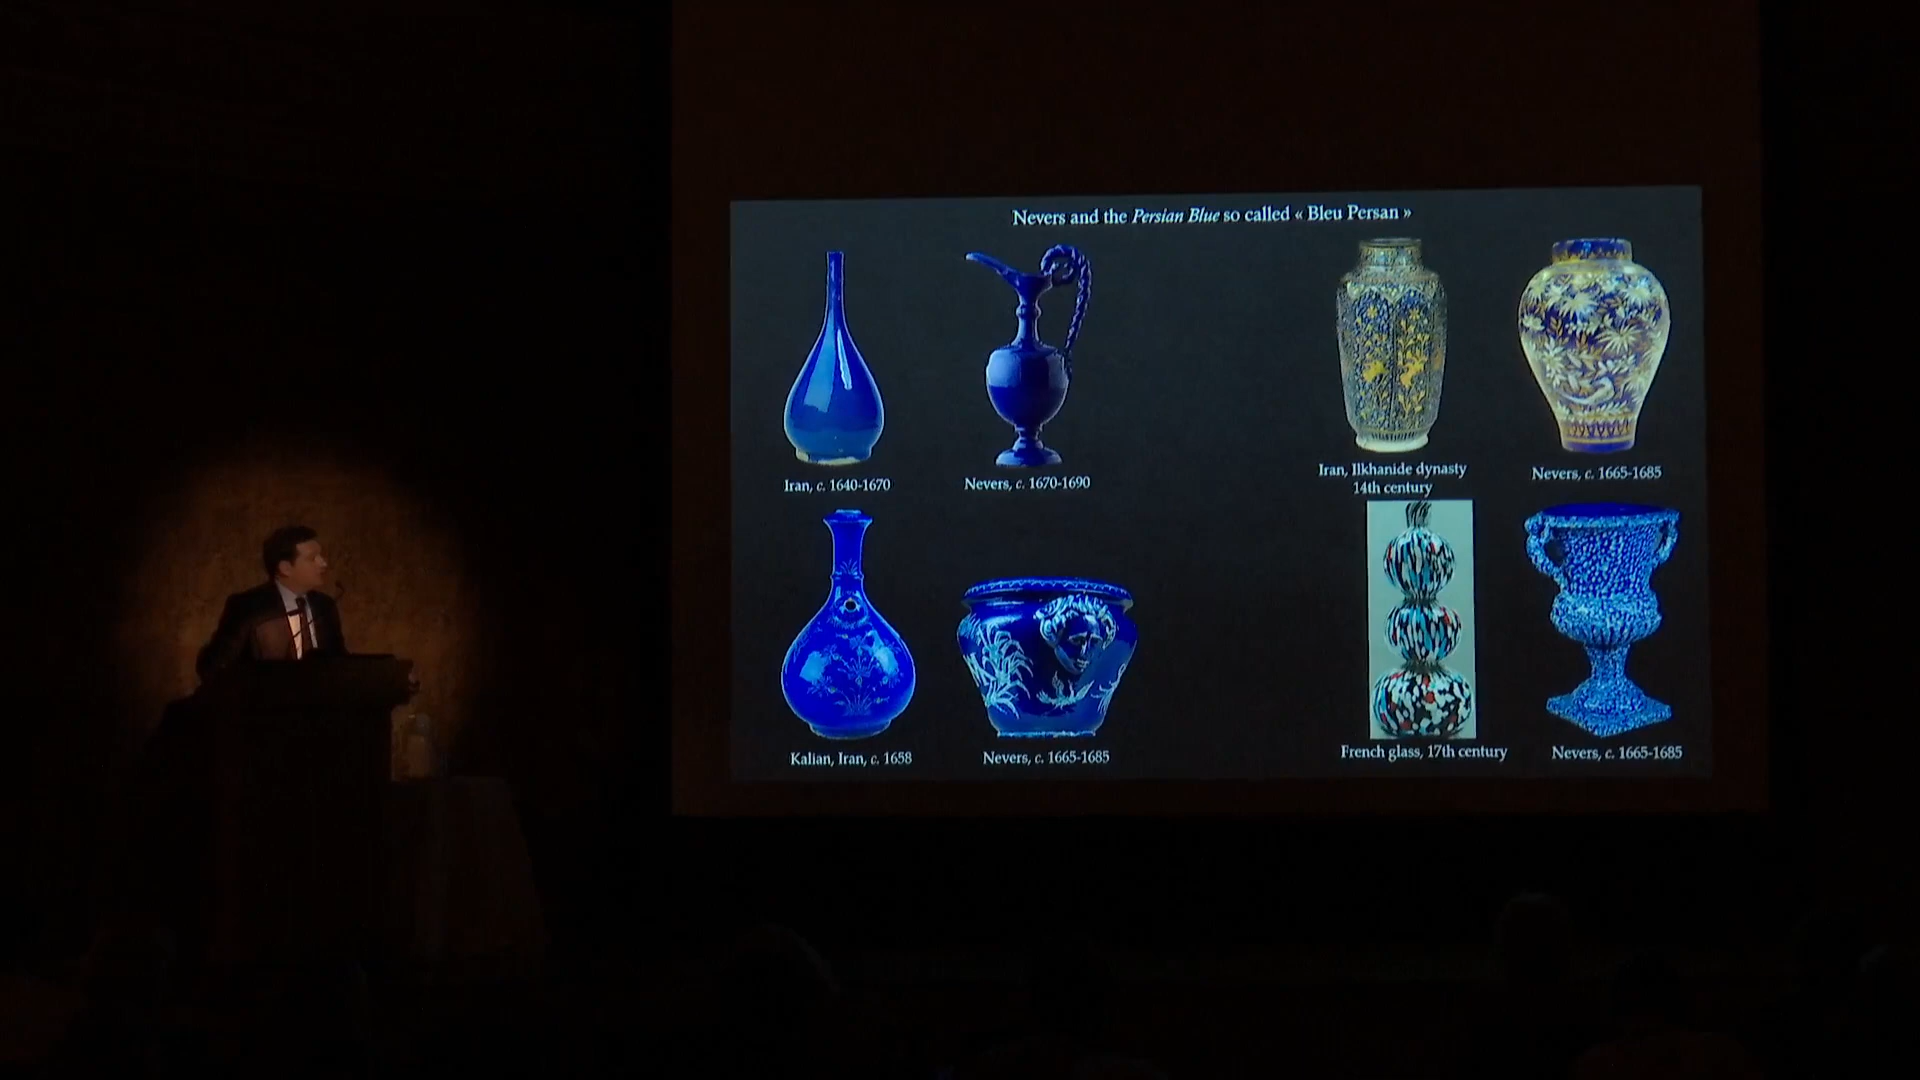 Nevers and the Persian Blue so called « Bleu Persan »
Iran, c. 1640-1670
Nevers, c. 1670-1690
Iran, Ilkhanide dynasty
14th century
Nevers, c. 1665-1685
Kalian, Iran, c. 1658
Nevers, c. 1665-1685
French glass, 17th century
Nevers, c. 1665-1685